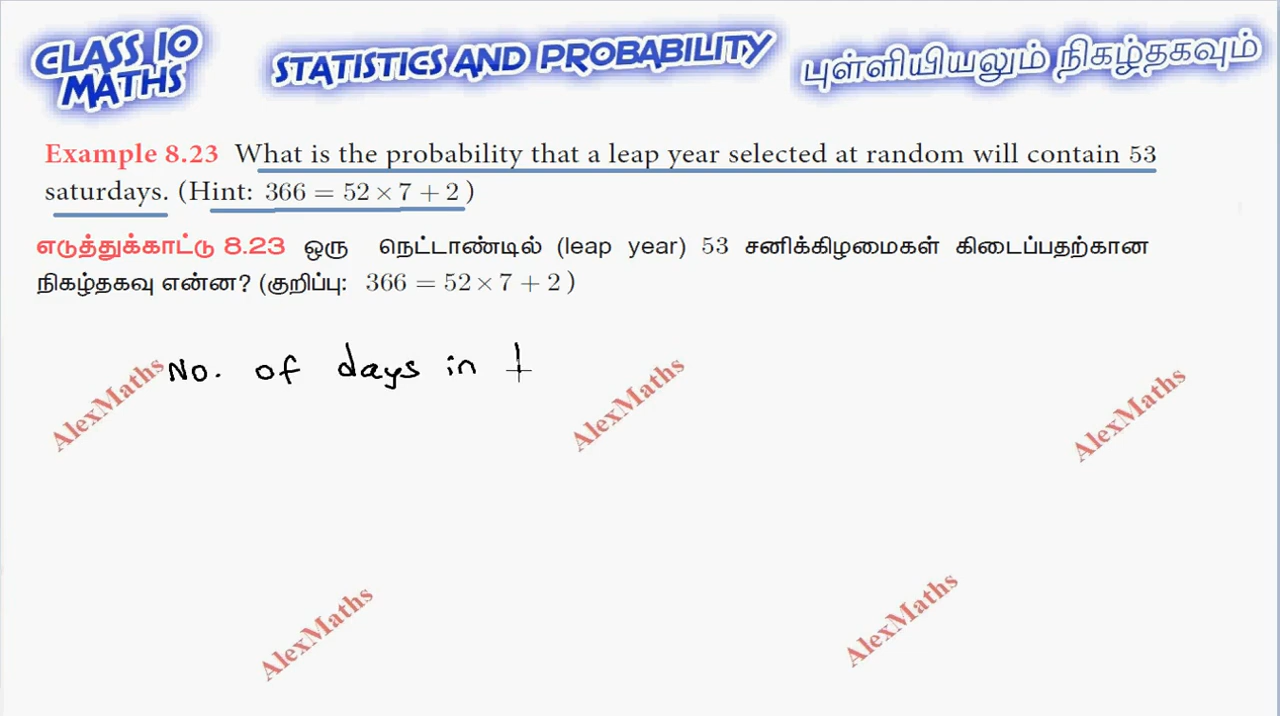 CLASS 10
MATHS
STATISTICS AND PROBABILITY
புள்ளியியலும் நிகழ்தகவும்
Example 8.23 What is the probability that a leap year selected at random will contain 53
saturdays. (Hint: 366 = 52 × 7 + 2 )
எடுத்துக்காட்டு 8.23 ஒரு நெட்டாண்டில் (leap year) 53 சனிக்கிழமைகள் கிடைப்பதற்கான
நிகழ்தகவு என்ன? (குறிப்பு: 366 = 52 × 7 + 2 )
No. of days in
AlexMaths
AlexMaths
AlexMaths
AlexMaths
AlexMaths